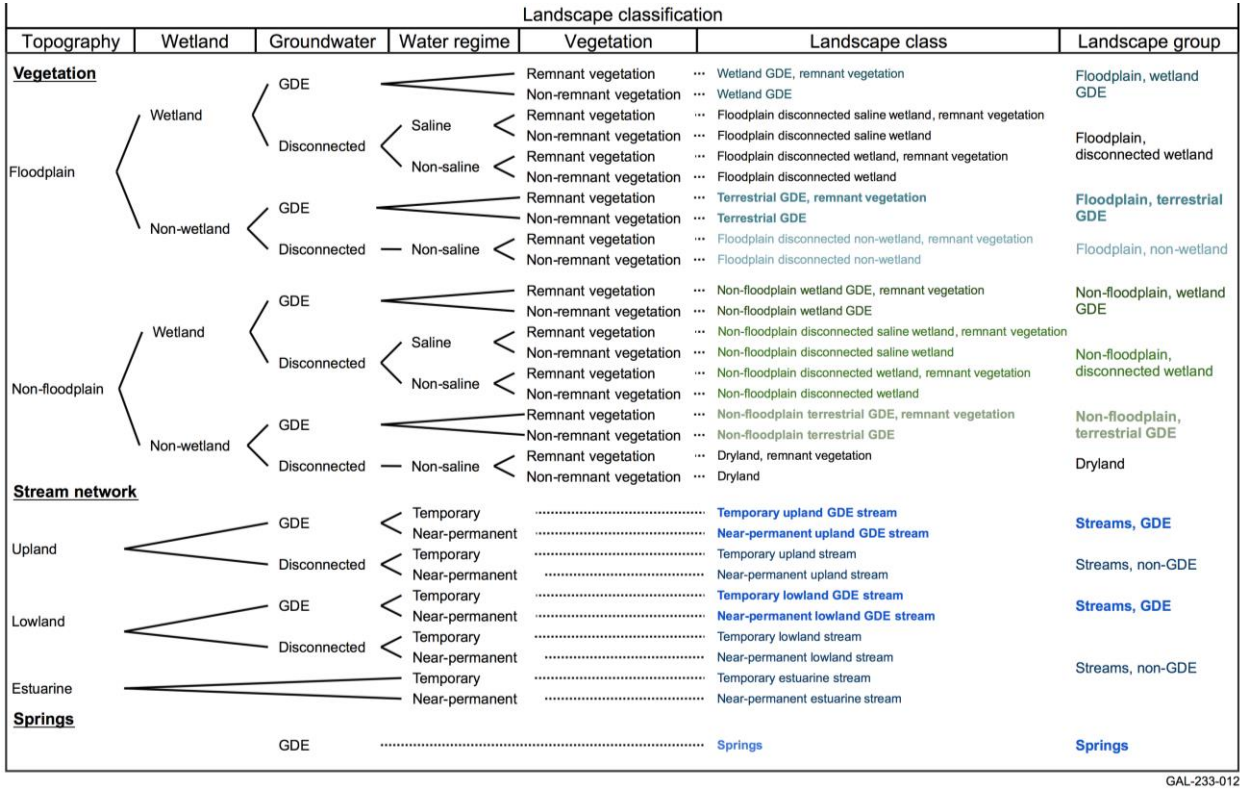 Landscape classification
Topography Wetland Groundwater Water regime Vegetation Landscape class Landscape group
Vegetation
Floodplain
Wetland
GDE
Remnant vegetation ... Wetland GDE, remnant vegetation
Non-remnant vegetation ... Wetland GDE
Floodplain, wetland
GDE
Disconnected
Saline
Remnant vegetation ... Floodplain disconnected saline wetland, remnant vegetation
Non-remnant vegetation ... Floodplain disconnected saline wetland
Non-saline
Remnant vegetation ... Floodplain disconnected wetland, remnant vegetation
Non-remnant vegetation ... Floodplain disconnected wetland
Floodplain,
disconnected wetland
Non-wetland
GDE
Remnant vegetation ... Terrestrial GDE, remnant vegetation
Non-remnant vegetation ... Terrestrial GDE
Floodplain, terrestrial
GDE
Disconnected
Non-saline
Remnant vegetation ... Floodplain disconnected non-wetland, remnant vegetation
Non-remnant vegetation ... Floodplain disconnected non-wetland
Floodplain, non-wetland
Non-floodplain
Wetland
GDE
Remnant vegetation ... Non-floodplain wetland GDE, remnant vegetation
Non-remnant vegetation ... Non-floodplain wetland GDE
Non-floodplain, wetland
GDE
Disconnected
Saline
Remnant vegetation ... Non-floodplain disconnected saline wetland, remnant vegetation
Non-remnant vegetation ... Non-floodplain disconnected saline wetland
Non-saline
Remnant vegetation ... Non-floodplain disconnected wetland, remnant vegetation
Non-remnant vegetation ... Non-floodplain disconnected wetland
Non-floodplain,
disconnected wetland
Non-wetland
GDE
Remnant vegetation ... Non-floodplain terrestrial GDE, remnant vegetation
Non-remnant vegetation ... Non-floodplain terrestrial GDE
Non-floodplain,
terrestrial GDE
Disconnected
Non-saline
Remnant vegetation ... Dryland, remnant vegetation
Non-remnant vegetation ... Dryland
Dryland
Stream network
Upland
GDE
Temporary Temporary upland GDE stream
Near-permanent Near-permanent upland GDE stream
Streams, GDE
Disconnected
Temporary Temporary upland stream
Near-permanent Near-permanent upland stream
Streams, non-GDE
Lowland
GDE
Temporary Temporary lowland GDE stream
Near-permanent Near-permanent lowland GDE stream
Streams, GDE
Disconnected
Temporary Temporary lowland stream
Near-permanent Near-permanent lowland stream
Streams, non-GDE
Estuarine
Temporary Temporary estuarine stream
Near-permanent Near-permanent estuarine stream
Springs
GDE Springs Springs
GAL-233-012